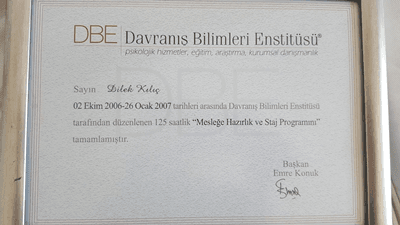 DBE Davranış Bilimleri Enstitüsü®
psikolojik hizmetler, eğitim, araştırma, kurumsal danışmanlık
Sayın Dilek Kılıç
02 Ekim 2006-26 Ocak 2007 tarihleri arasında Davranış Bilimleri Enstitüsü
tarafından düzenlenen 125 saatlik “Mesleğe Hazırlık ve Staj Programını”
tamamlamıştır.
Başkan
Emre Konuk